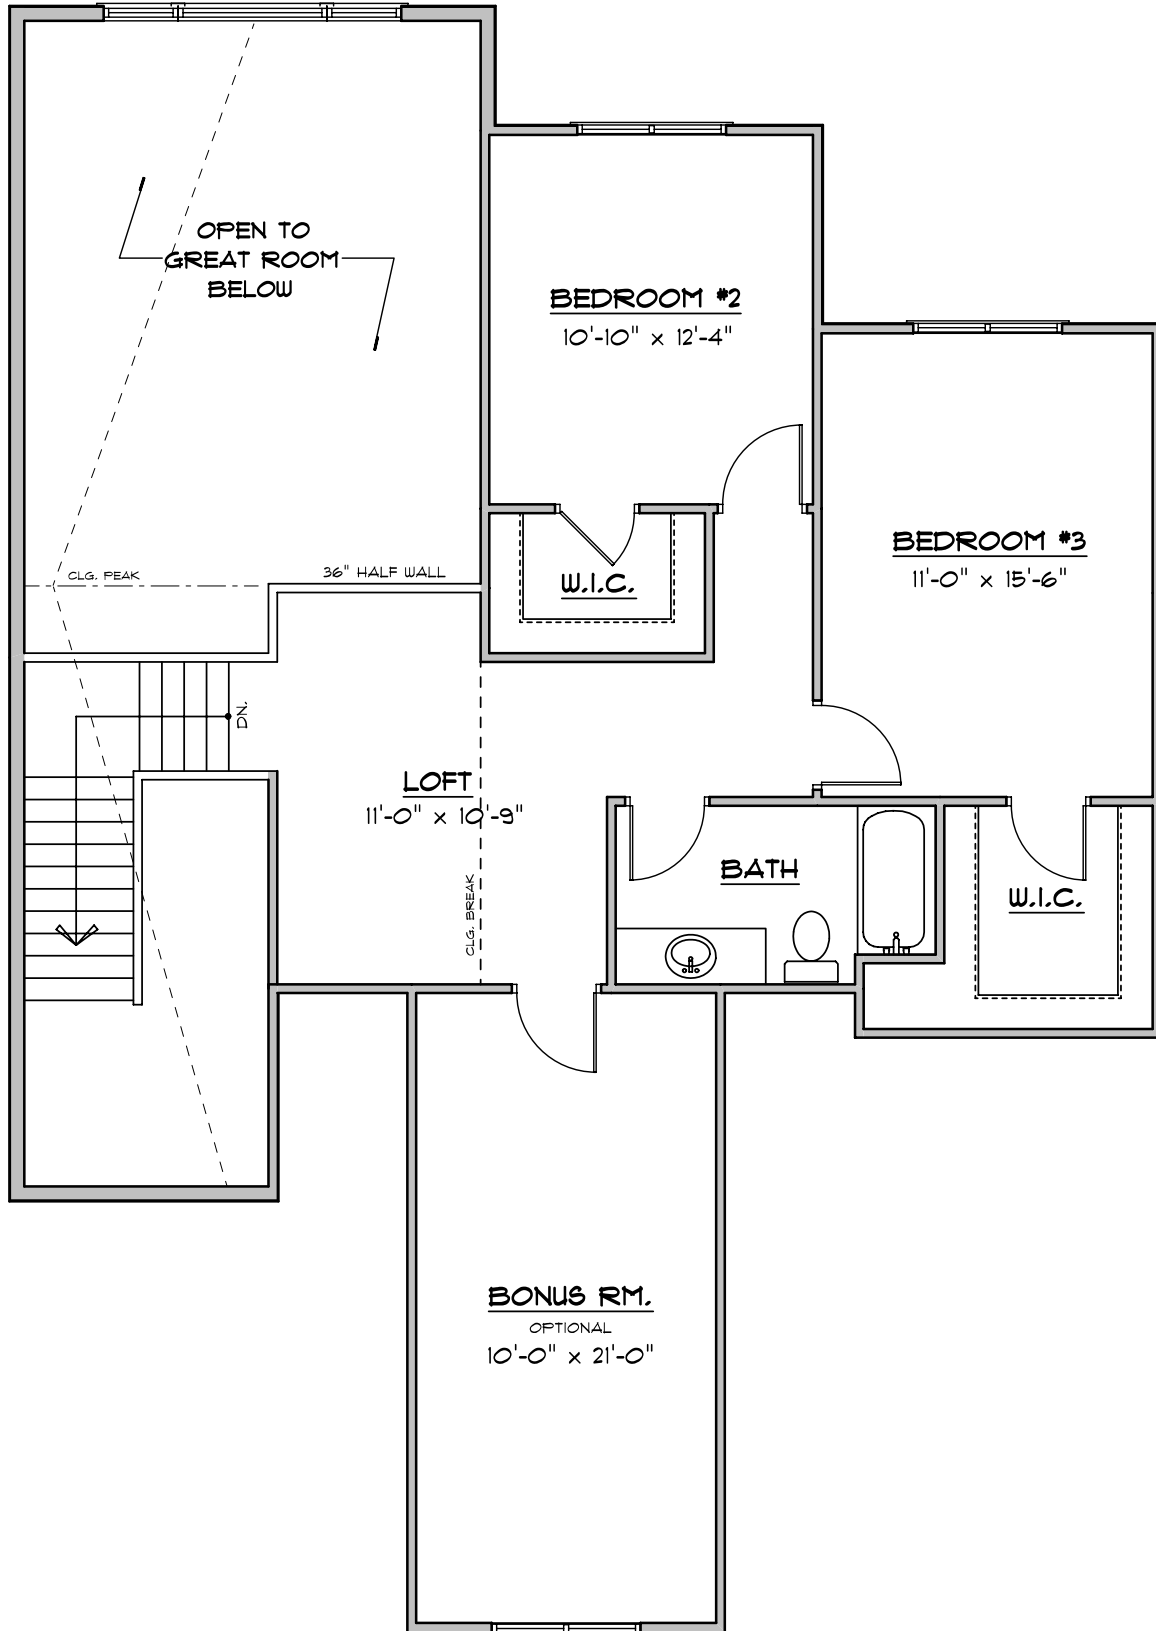 OPEN TO
GREAT ROOM
BELOW
BEDROOM #2
10'-10" x 12'-4"
BEDROOM #3
11'-0" x 15'-6"
CLG. PEAK
36" HALF WALL
W.I.C.
DN.
LOFT
11'-0" x 10'-9"
CLG. BREAK
BATH
W.I.C.
BONUS RM.
OPTIONAL
10'-0" x 21'-0"